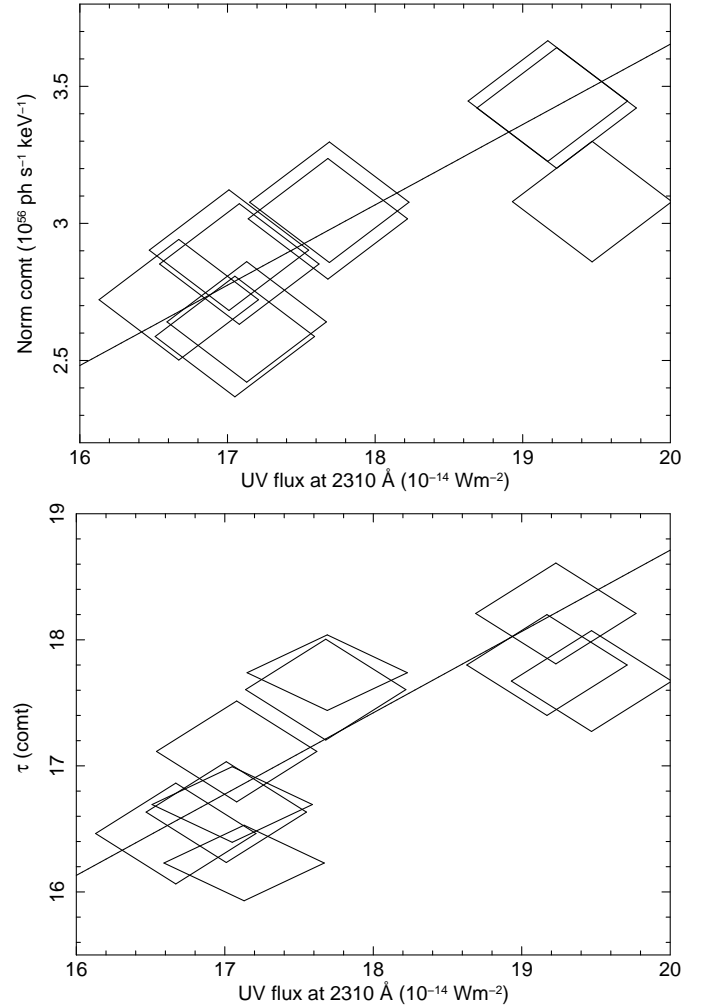 3.5
3
2.5
Norm comt (10⁵⁶ ph s⁻¹ keV⁻¹)
16 17 18 19 20
UV flux at 2310 Å (10⁻¹⁴ Wm⁻²)
19
18
17
16
τ (comt)
16 17 18 19 20
UV flux at 2310 Å (10⁻¹⁴ Wm⁻²)